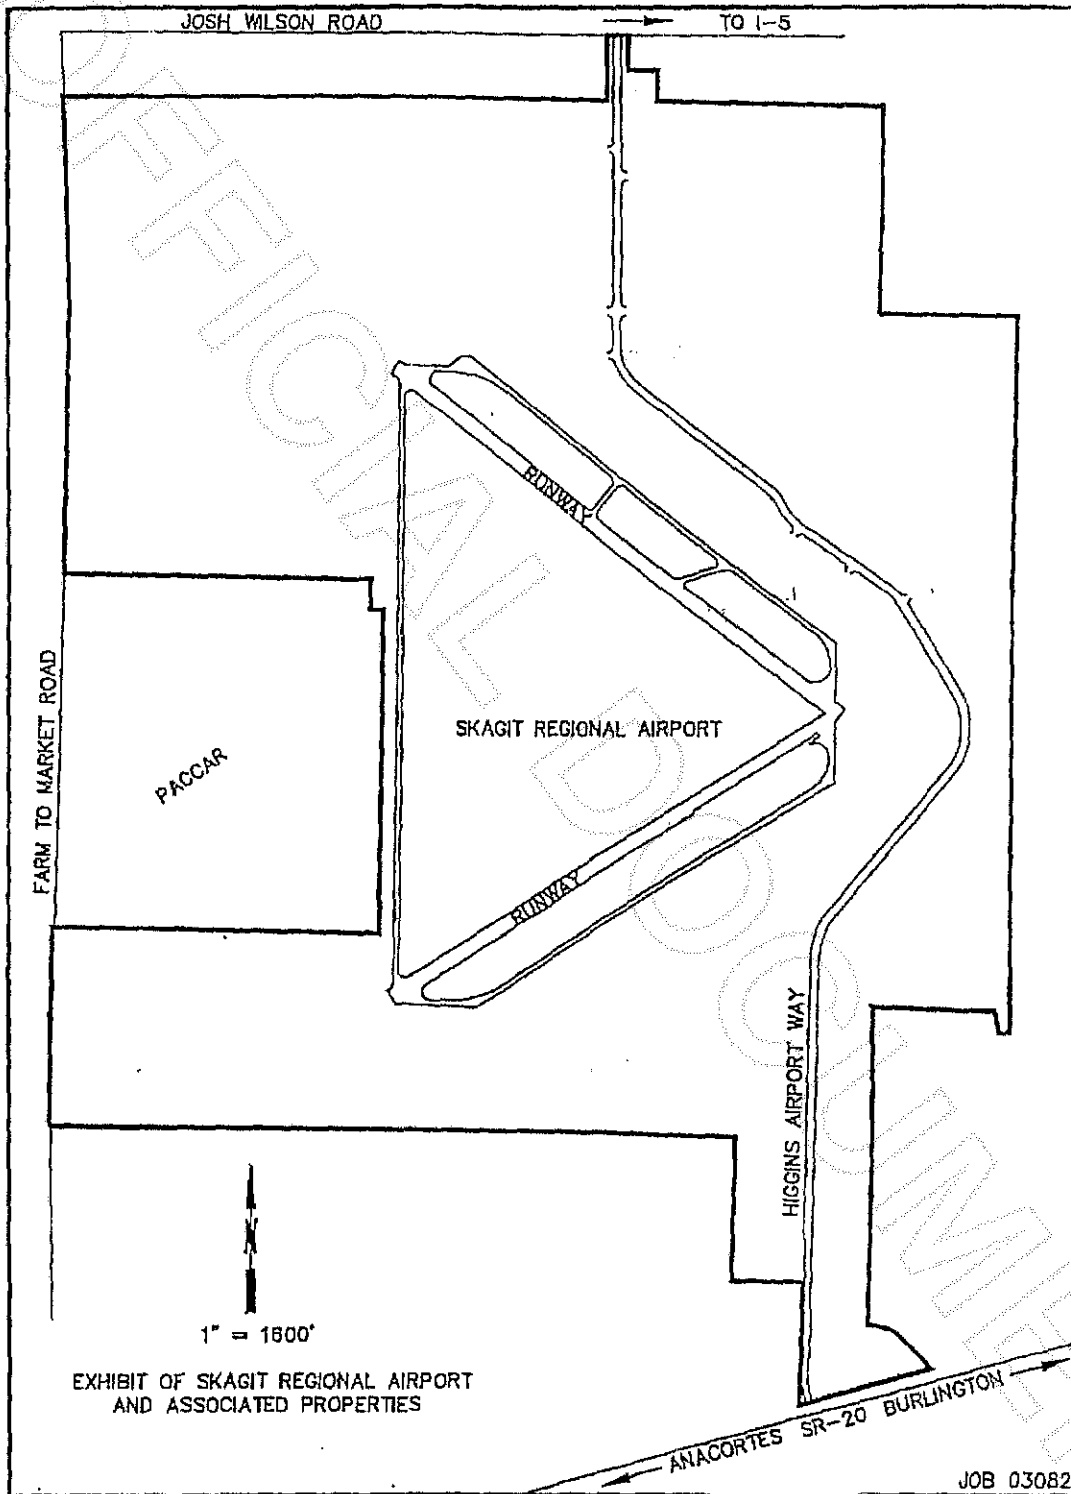 JOSH WILSON ROAD
TO I-5
RUNWAY
SKAGIT REGIONAL AIRPORT
FARM TO MARKET ROAD
PACCAR
RUNWAY
HIGGINS AIRPORT WAY
N
1" = 1600'
EXHIBIT OF SKAGIT REGIONAL AIRPORT
AND ASSOCIATED PROPERTIES
ANACORTES SR-20 BURLINGTON
JOB 03082
OFFICIAL DOCUME